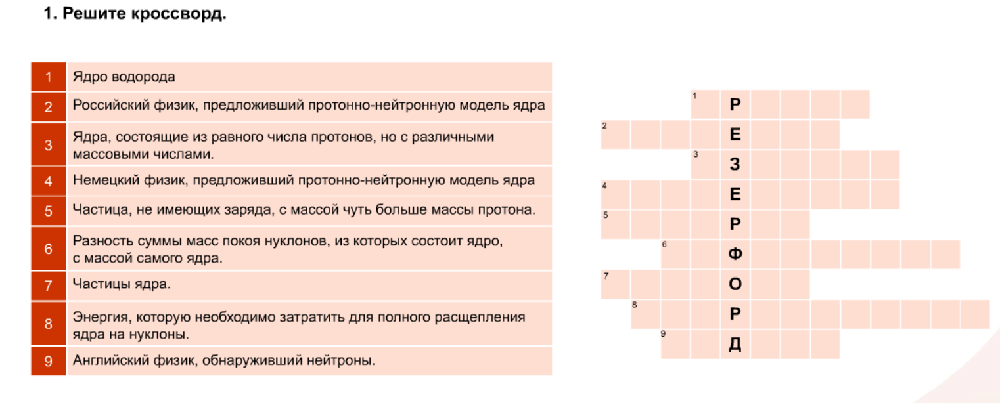 1. Решите кроссворд.
1 Ядро водорода
2 Российский физик, предложивший протонно-нейтронную модель ядра
3 Ядра, состоящие из равного числа протонов, но с различными
массовыми числами.
4 Немецкий физик, предложивший протонно-нейтронную модель ядра
5 Частица, не имеющих заряда, с массой чуть больше массы протона.
6 Разность суммы масс покоя нуклонов, из которых состоит ядро,
с массой самого ядра.
7 Частицы ядра.
8 Энергия, которую необходимо затратить для полного расщепления
ядра на нуклоны.
9 Английский физик, обнаруживший нейтроны.
1 Р
2 Е
3 З
4 Е
5 Р
6 Ф
7 О
8 Р
9 Д